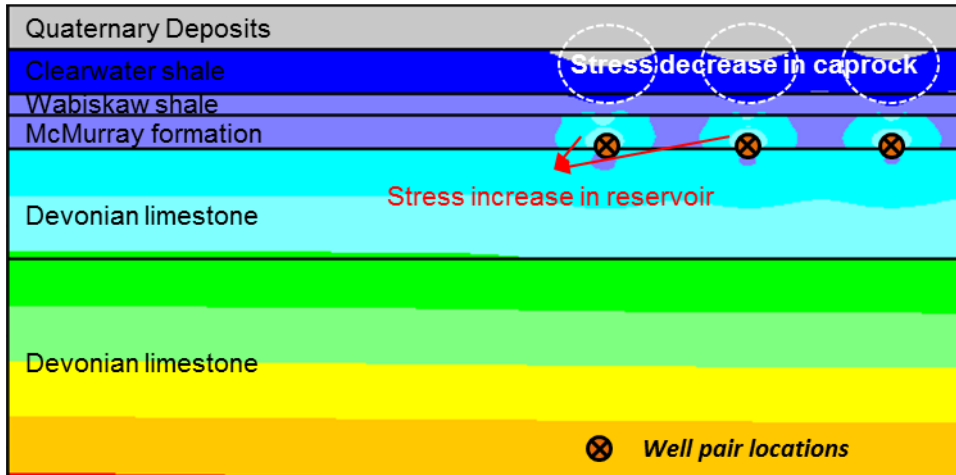 Quaternary Deposits
Clearwater shale
Stress decrease in caprock
Wabiskaw shale
McMurray formation
Stress increase in reservoir
Devonian limestone
Devonian limestone
Well pair locations